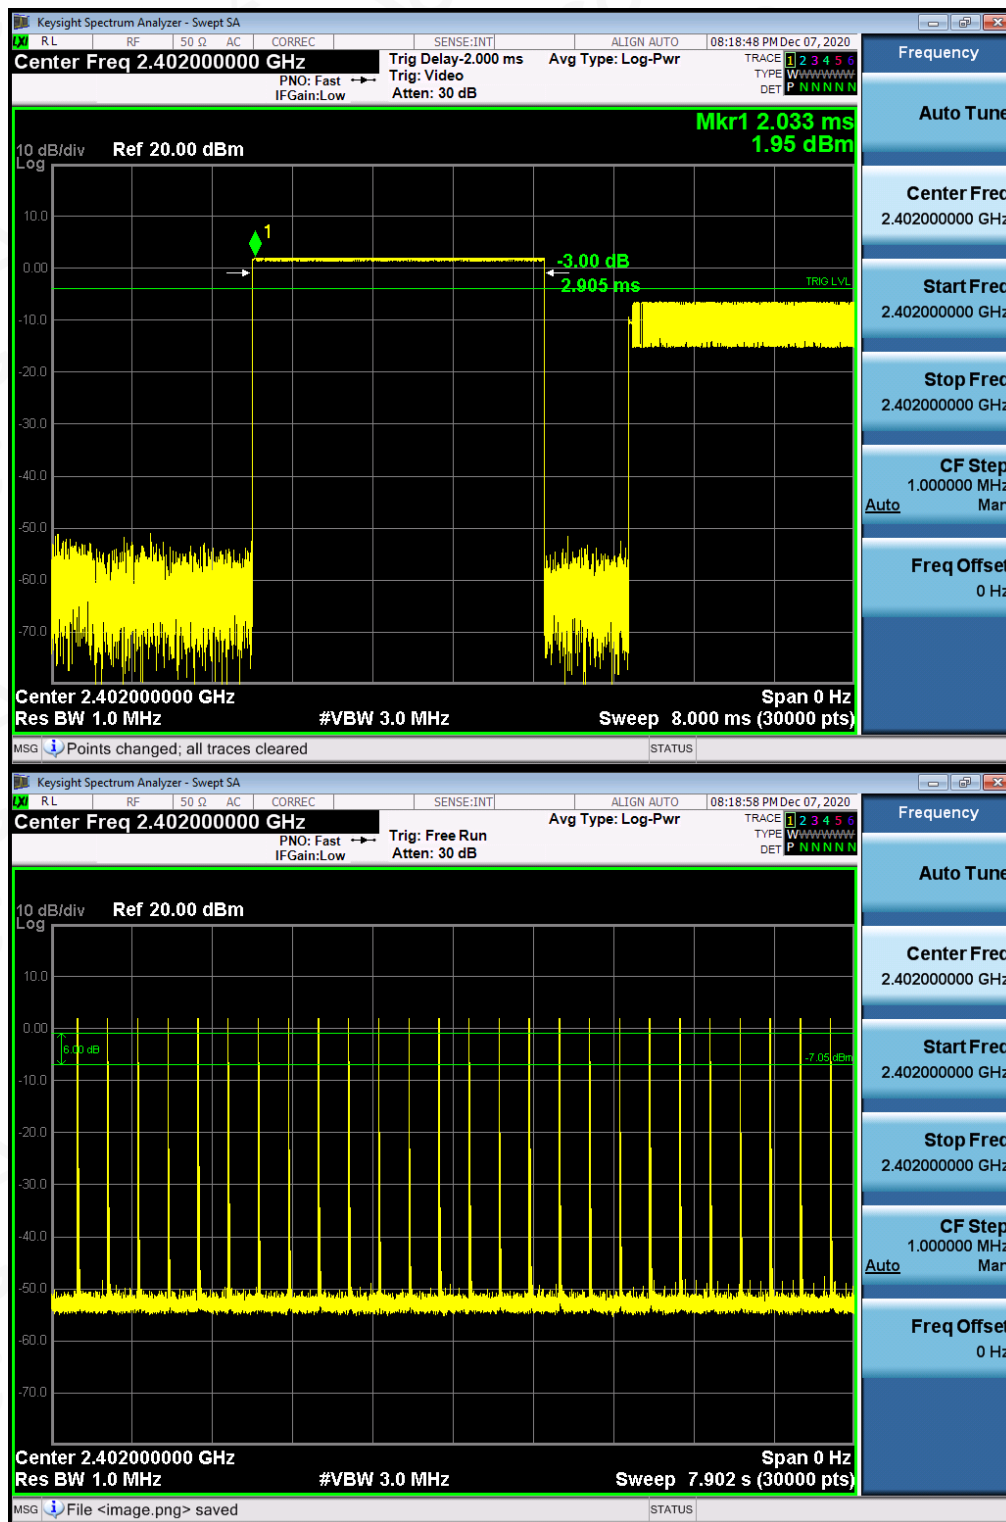 Keysight Spectrum Analyzer - Swept SA
LXI RL RF 50 Ω AC CORREC SENSE:INT ALIGN AUTO 08:18:48 PM Dec 07, 2020
Center Freq 2.402000000 GHz Trig Delay-2.000 ms Avg Type: Log-Pwr TRACE 1 2 3 4 5 6
PNO: Fast Trig: Video TYPE WWWWWWW
IFGain:Low Atten: 30 dB DET P N N N N N
Mkr1 2.033 ms
10 dB/div Ref 20.00 dBm 1.95 dBm
Log
10.0
1
0.00
-3.00 dB
2.905 ms
TRIG LVL
-10.0
-20.0
-30.0
-40.0
-50.0
-60.0
-70.0
Center 2.402000000 GHz Span 0 Hz
Res BW 1.0 MHz #VBW 3.0 MHz Sweep 8.000 ms (30000 pts)
MSG Points changed; all traces cleared STATUS
Frequency
Auto Tune
Center Freq
2.402000000 GHz
Start Freq
2.402000000 GHz
Stop Freq
2.402000000 GHz
CF Step
1.000000 MHz
Auto Man
Freq Offset
0 Hz
Keysight Spectrum Analyzer - Swept SA
LXI RL RF 50 Ω AC CORREC SENSE:INT ALIGN AUTO 08:18:58 PM Dec 07, 2020
Center Freq 2.402000000 GHz Avg Type: Log-Pwr TRACE 1 2 3 4 5 6
PNO: Fast Trig: Free Run TYPE WWWWWWW
IFGain:Low Atten: 30 dB DET P N N N N N
10 dB/div Ref 20.00 dBm
Log
10.0
0.00
6.00 dB
-7.05 dBm
-10.0
-20.0
-30.0
-40.0
-50.0
-60.0
-70.0
Center 2.402000000 GHz Span 0 Hz
Res BW 1.0 MHz #VBW 3.0 MHz Sweep 7.902 s (30000 pts)
MSG File <image.png> saved STATUS
Frequency
Auto Tune
Center Freq
2.402000000 GHz
Start Freq
2.402000000 GHz
Stop Freq
2.402000000 GHz
CF Step
1.000000 MHz
Auto Man
Freq Offset
0 Hz